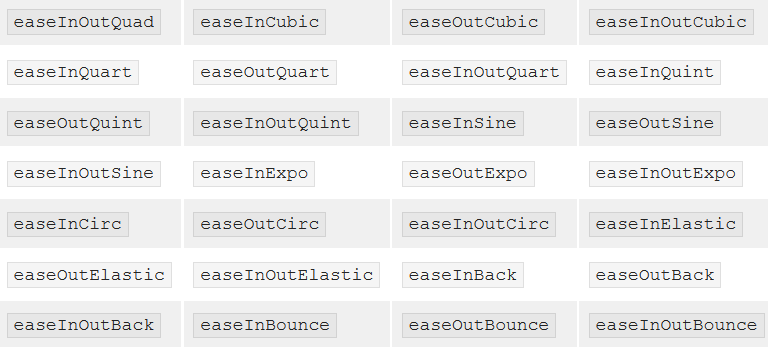 easeInOutQuad easeInCubic easeOutCubic easeInOutCubic
easeInQuart easeOutQuart easeInOutQuart easeInQuint
easeOutQuint easeInOutQuint easeInSine easeOutSine
easeInOutSine easeInExpo easeOutExpo easeInOutExpo
easeInCirc easeOutCirc easeInOutCirc easeInElastic
easeOutElastic easeInOutElastic easeInBack easeOutBack
easeInOutBack easeInBounce easeOutBounce easeInOutBounce